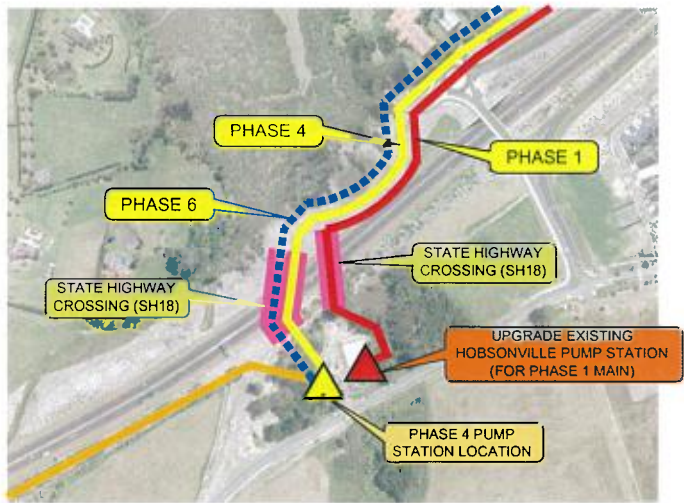 PHASE 4
PHASE 1
PHASE 6
STATE HIGHWAY
CROSSING (SH18)
STATE HIGHWAY
CROSSING (SH18)
UPGRADE EXISTING
HOBSONVILLE PUMP STATION
(FOR PHASE 1 MAIN)
PHASE 4 PUMP
STATION LOCATION